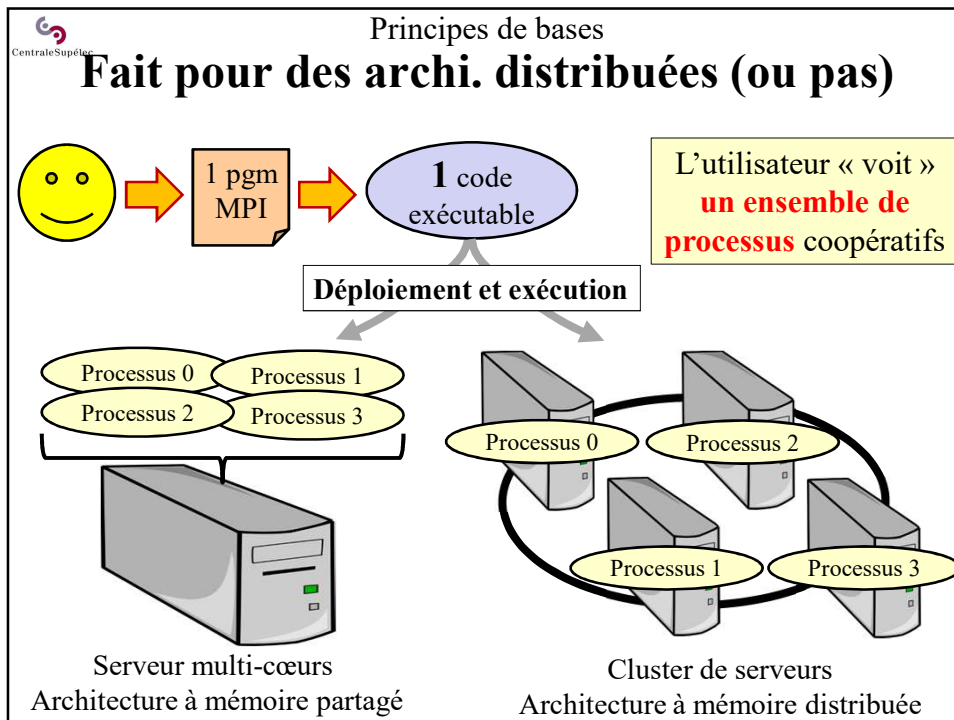 CentraleSupélec
Principes de bases
Fait pour des archi. distribuées (ou pas)
1 pgm
MPI
1 code
exécutable
L’utilisateur « voit »
un ensemble de
processus coopératifs
Déploiement et exécution
Processus 0
Processus 1
Processus 2
Processus 3
Processus 0
Processus 2
Processus 1
Processus 3
Serveur multi-cœurs
Architecture à mémoire partagé
Cluster de serveurs
Architecture à mémoire distribuée